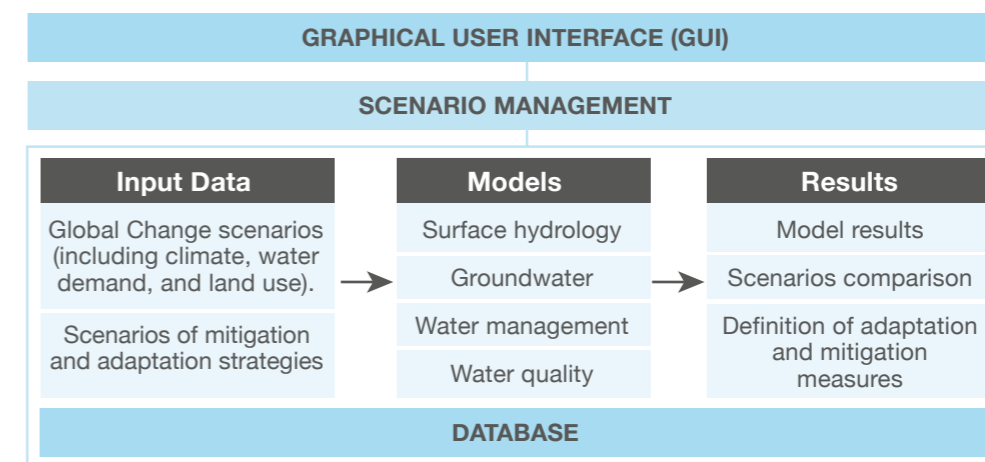 GRAPHICAL USER INTERFACE (GUI)
SCENARIO MANAGEMENT
Input Data
Global Change scenarios
(including climate, water
demand, and land use).
Scenarios of mitigation
and adaptation strategies
Models
Surface hydrology
Groundwater
Water management
Water quality
Results
Model results
Scenarios comparison
Definition of adaptation
and mitigation
measures
DATABASE